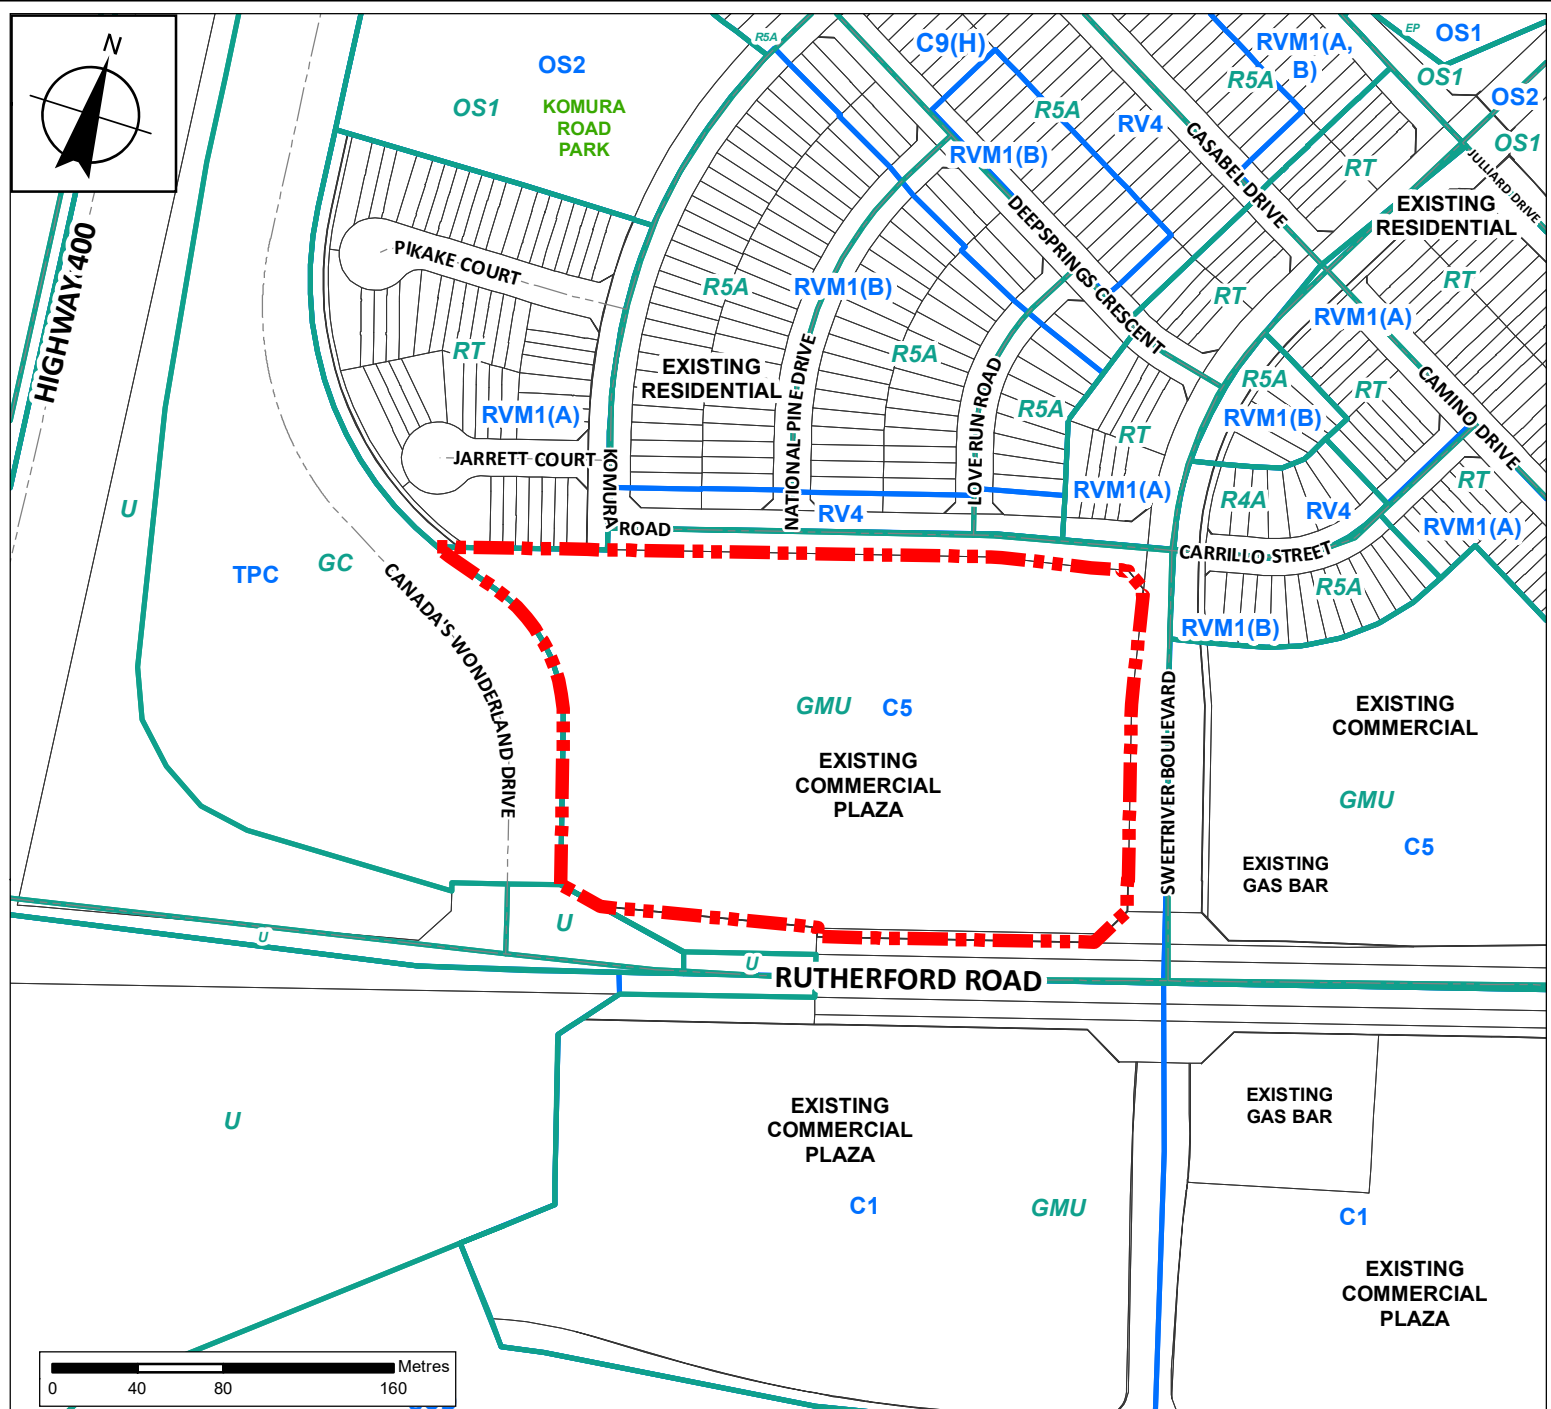 N
OS2
OS1
KOMURA
ROAD
PARK
R5A
C9(H)
RVM1(A,
B)
R5A
EP
OS1
OS1
OS2
OS1
R5A
RV4
RVM1(B)
CASABEL DRIVE
RT
JULLIARD DRIVE
EXISTING
RESIDENTIAL
HIGHWAY 400
PIKAKE COURT
R5A
RVM1(B)
DEEPSPRINGS CRESCENT
RT
RT
RVM1(A)
RT
EXISTING
RESIDENTIAL
R5A
R5A
RT
CAMINO DRIVE
RVM1(A)
NATIONAL PINE DRIVE
LOVE RUN ROAD
R5A
RT
RVM1(B)
JARRETT COURT
KOMURA
ROAD
RVM1(A)
RV4
R4A
RV4
RT
RVM1(A)
U
TPC
GC
CARRILLO STREET
R5A
RVM1(B)
CANADA'S WONDERLAND DRIVE
GMU
C5
EXISTING
COMMERCIAL
PLAZA
SWEETRIVER BOULEVARD
EXISTING
COMMERCIAL
GMU
C5
EXISTING
GAS BAR
U
U
U
RUTHERFORD ROAD
U
EXISTING
COMMERCIAL
PLAZA
C1
GMU
EXISTING
GAS BAR
C1
EXISTING
COMMERCIAL
PLAZA
Metres
0 40 80 160